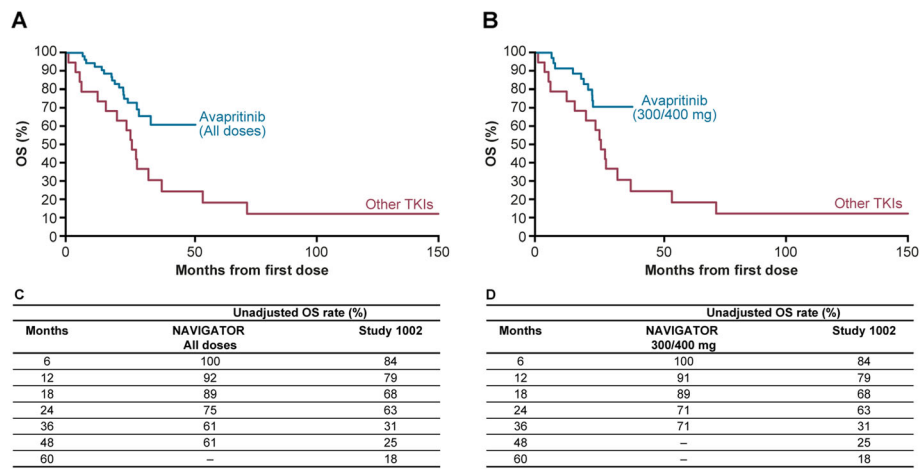 A
100
90
80
70
60
50
40
30
20
10
0
OS (%)
Avapritinib
(All doses)
Other TKIs
0
50
100
150
Months from first dose
B
100
90
80
70
60
50
40
30
20
10
0
OS (%)
Avapritinib
(300/400 mg)
Other TKIs
0
50
100
150
Months from first dose
C
Unadjusted OS rate (%)
Months NAVIGATOR Study 1002
All doses
6 100 84
12 92 79
18 89 68
24 75 63
36 61 31
48 61 25
60 – 18
D
Unadjusted OS rate (%)
Months NAVIGATOR Study 1002
300/400 mg
6 100 84
12 91 79
18 89 68
24 71 63
36 71 31
48 – 25
60 – 18